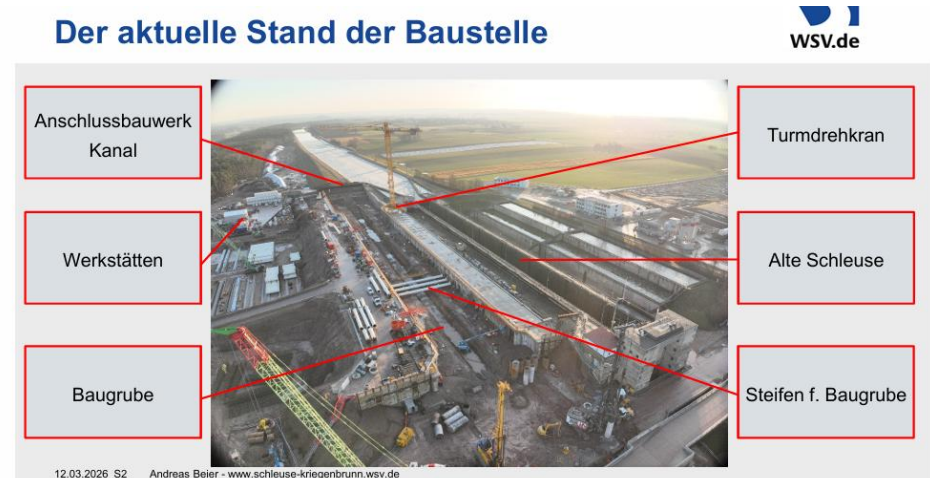 Der aktuelle Stand der Baustelle
WSV.de
Anschlussbauwerk
Kanal
Turmdrehkran
Werkstätten
Alte Schleuse
Baugrube
Steifen f. Baugrube
12.03.2026 S2 Andreas Beier - www.schleuse-kriegenbrunn.wsv.de